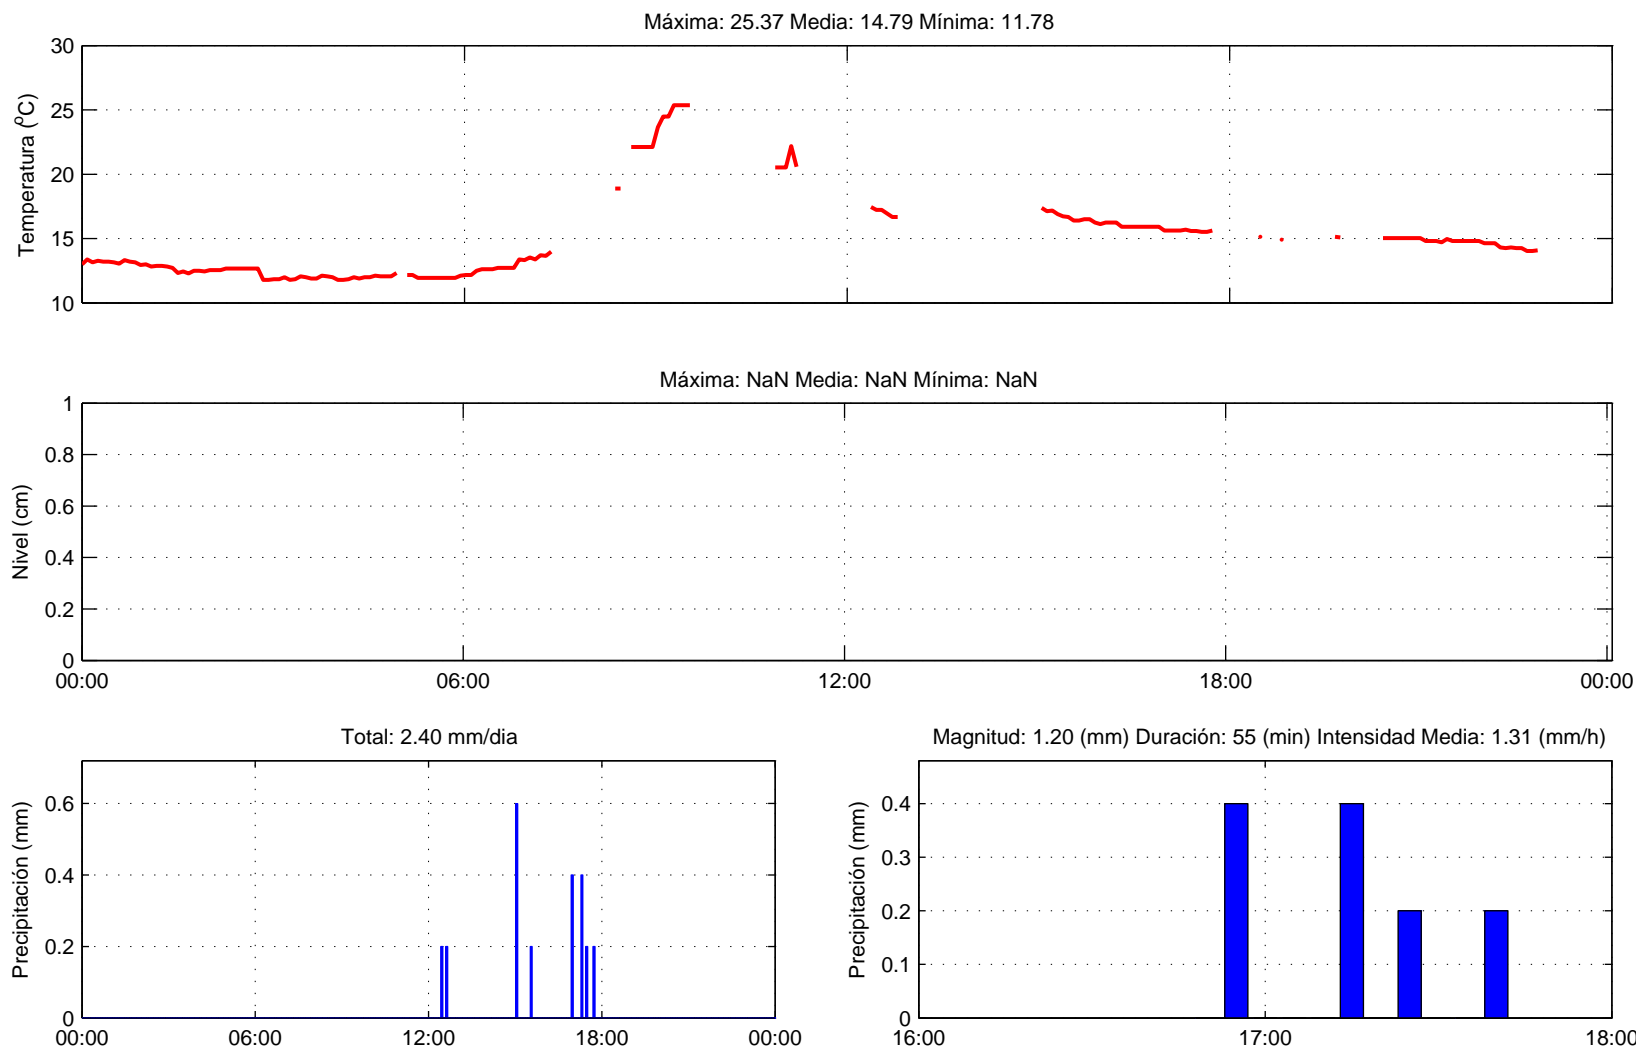 Máxima: 25.37 Media: 14.79 Mínima: 11.78
30
25
20
15
10
Temperatura (ºC)
Máxima: NaN Media: NaN Mínima: NaN
1
0.8
0.6
0.4
0.2
0
Nivel (cm)
00:00 06:00 12:00 18:00 00:00
Total: 2.40 mm/dia
0.6
0.4
0.2
0
Precipitación (mm)
00:00 06:00 12:00 18:00 00:00
Magnitud: 1.20 (mm) Duración: 55 (min) Intensidad Media: 1.31 (mm/h)
0.4
0.3
0.2
0.1
0
Precipitación (mm)
16:00 17:00 18:00